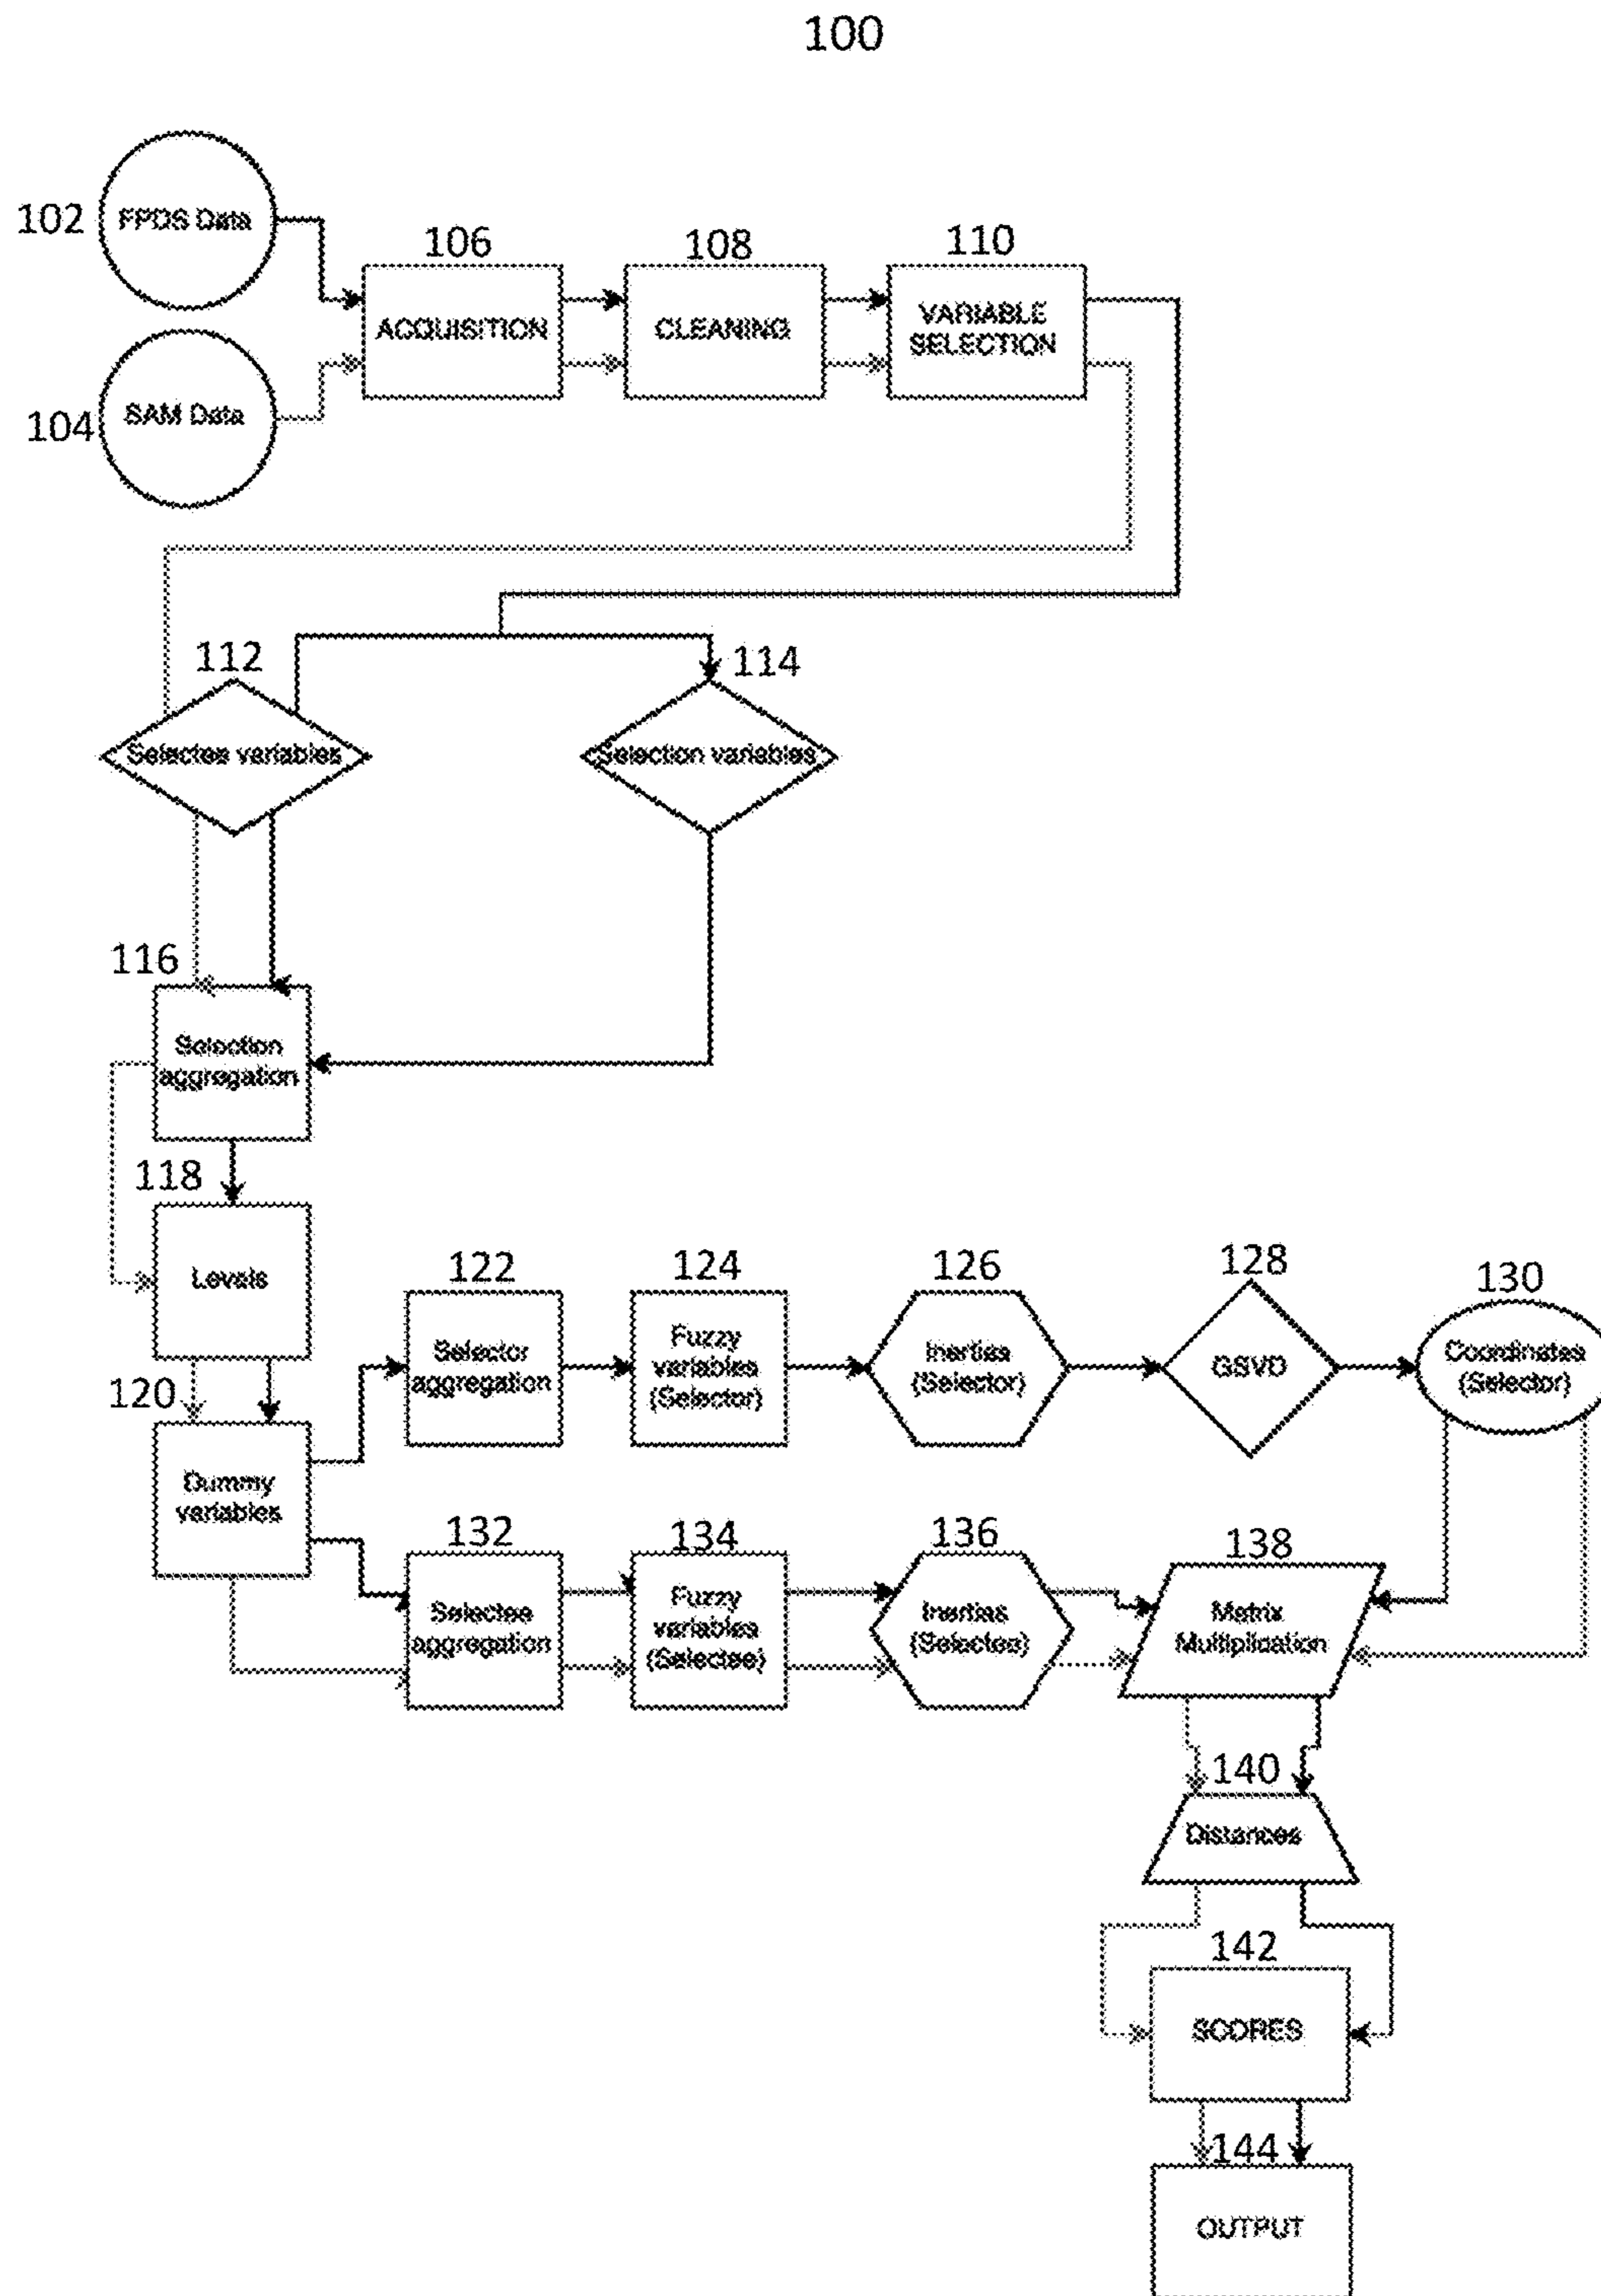 100
102
FPDS Data
104
SAM Data
106
ACQUISITION
108
CLEANING
110
VARIABLE
SELECTION
112
Selectee variables
114
Selection variables
116
Selection
aggregation
118
Levels
120
Dummy
variables
122
Selector
aggregation
124
Fuzzy
variables
(Selector)
126
Inertias
(Selector)
128
GSVD
130
Coordinates
(Selector)
132
Selectee
aggregation
134
Fuzzy
variables
(Selectee)
136
Inertias
(Selectee)
138
Matrix
Multiplication
140
Distances
142
SCORES
144
OUTPUT